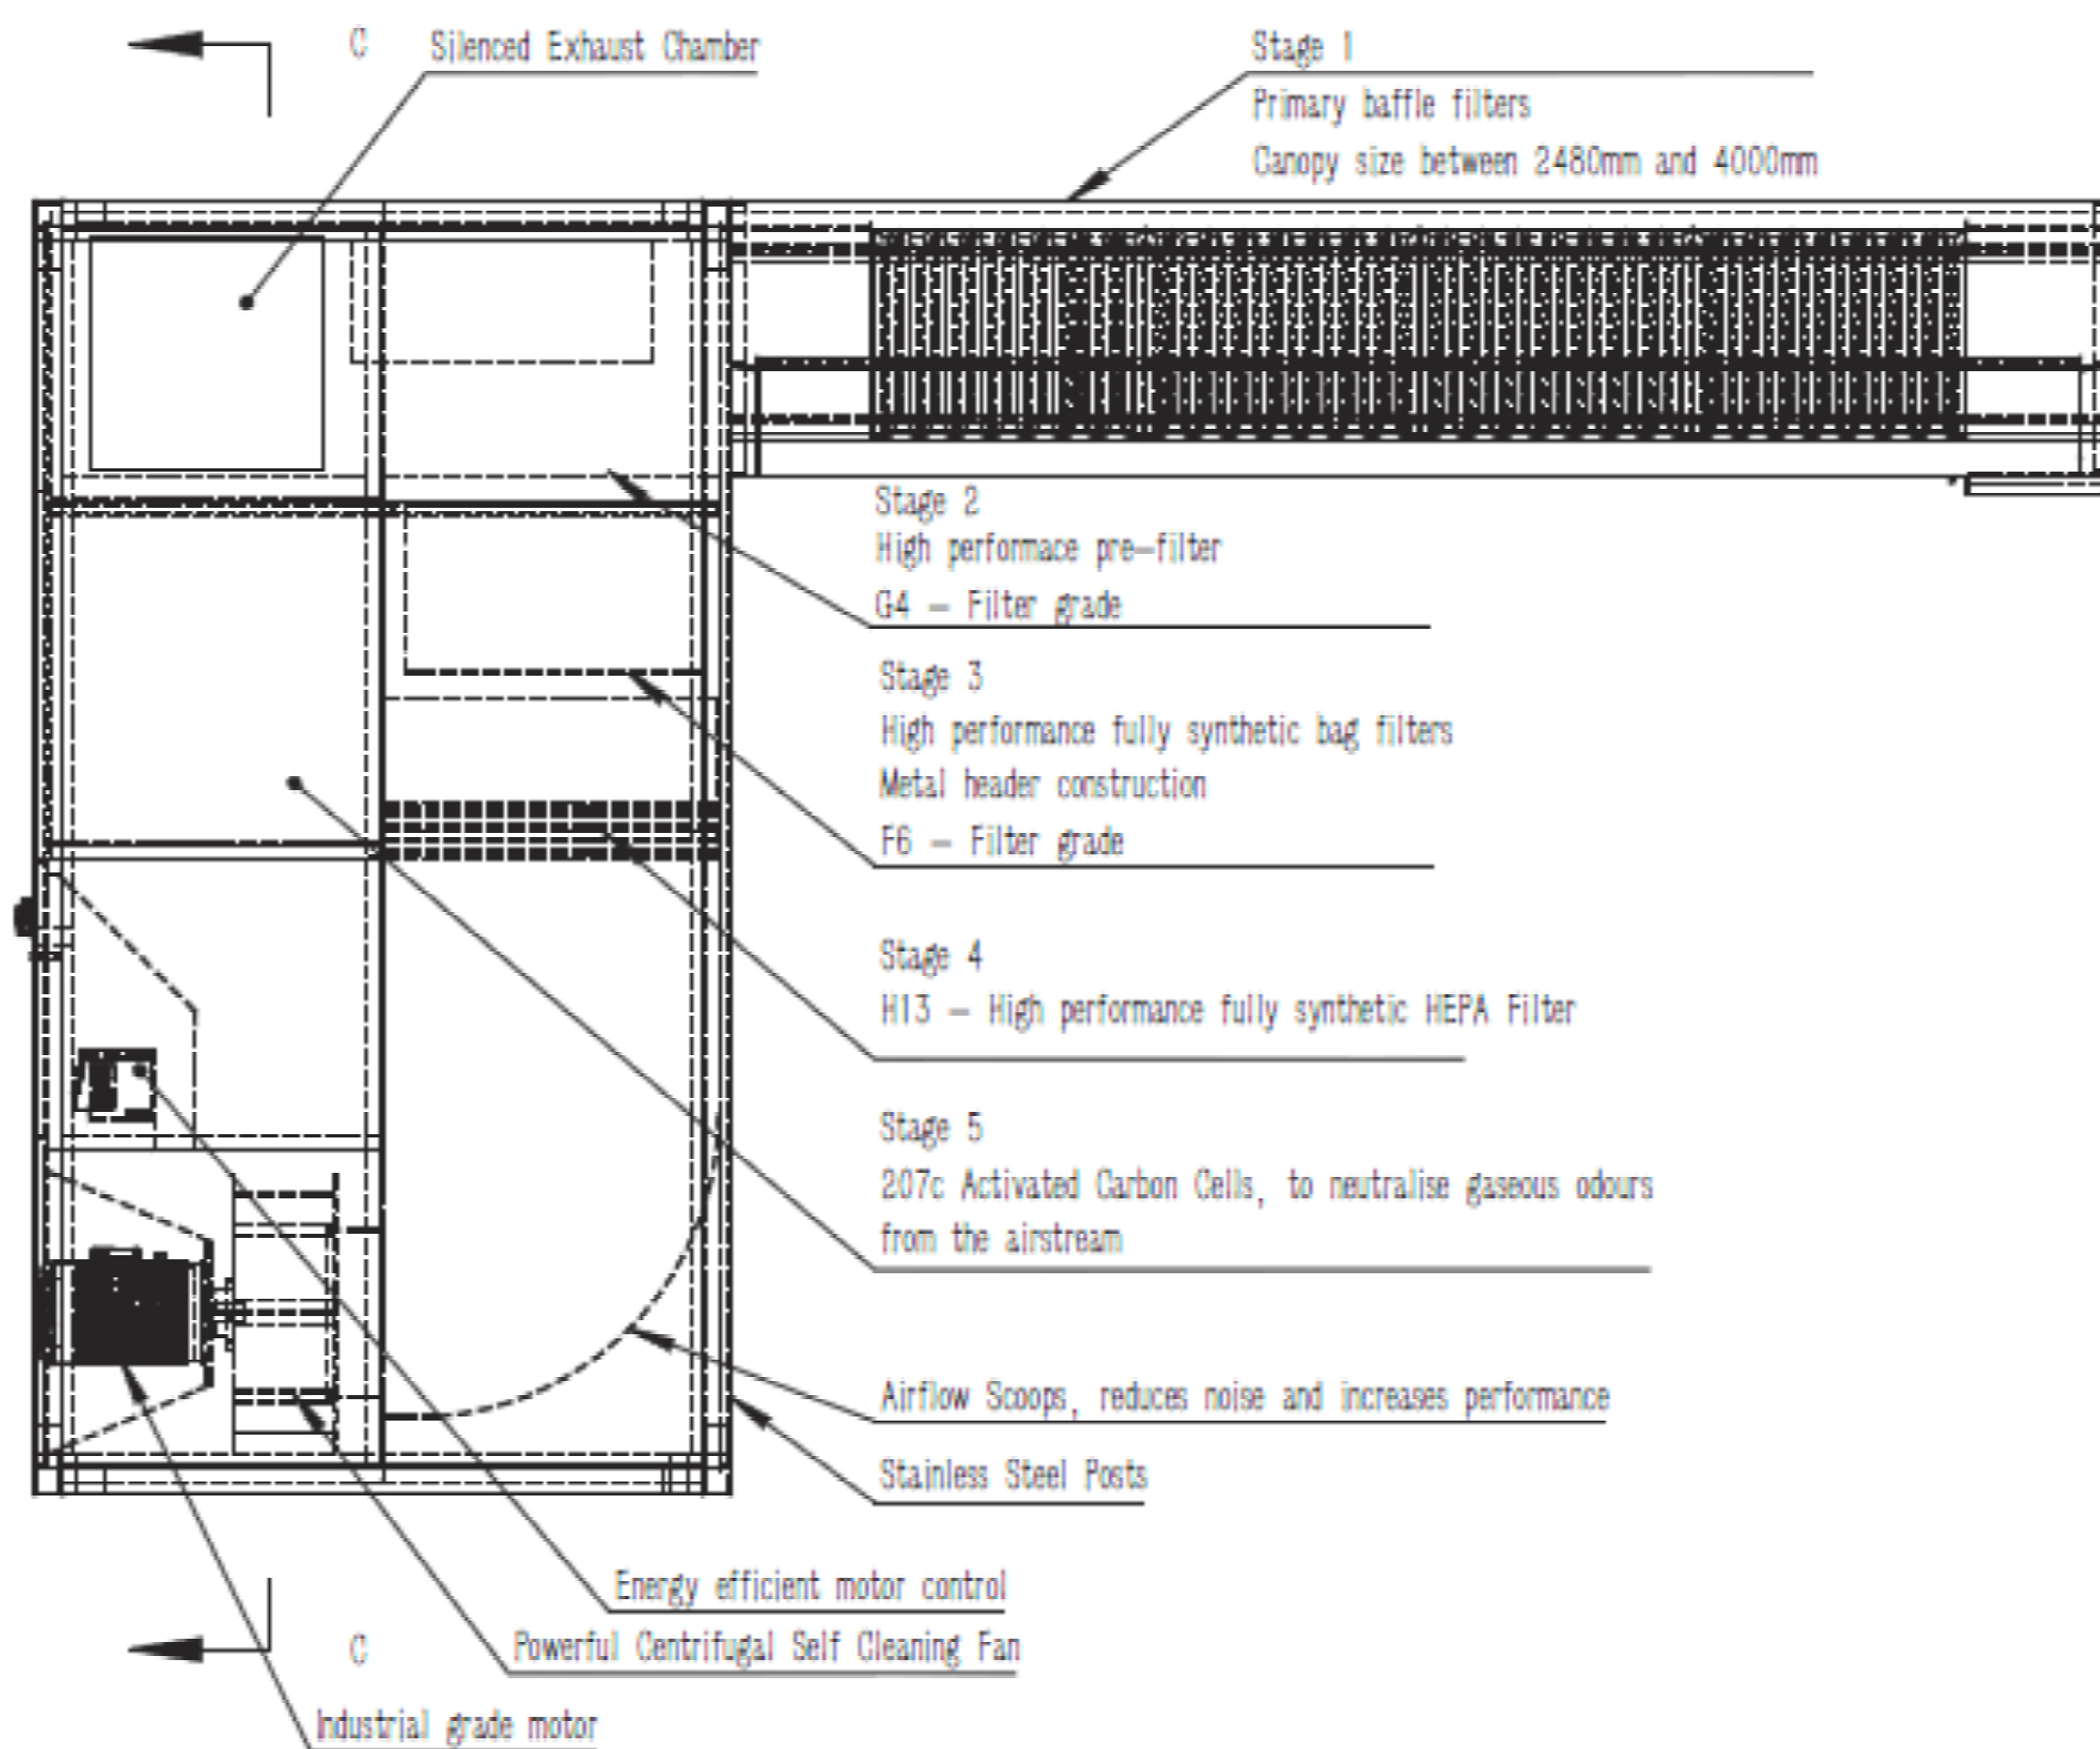 C
Silenced Exhaust Chamber
Stage 1
Primary baffle filters
Canopy size between 2480mm and 4000mm
Stage 2
High performace pre-filter
G4 - Filter grade
Stage 3
High performance fully synthetic bag filters
Metal header construction
F6 - Filter grade
Stage 4
H13 - High performance fully synthetic HEPA Filter
Stage 5
207c Activated Carbon Cells, to neutralise gaseous odours
from the airstream
Airflow Scoops, reduces noise and increases performance
Stainless Steel Posts
Energy efficient motor control
C
Powerful Centrifugal Self Cleaning Fan
Industrial grade motor